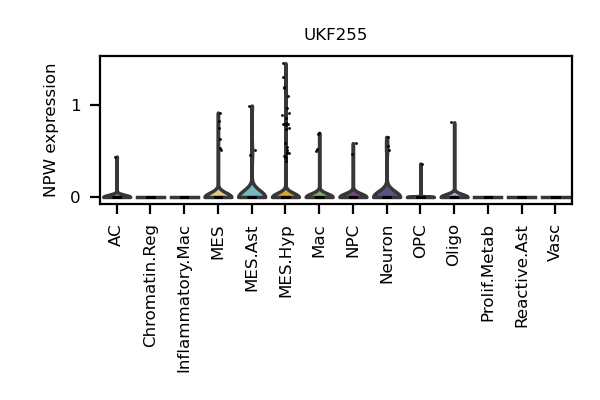 UKF255
NPW expression
1
0
AC
Chromatin.Reg
Inflammatory.Mac
MES
MES.Ast
MES.Hyp
Mac
NPC
Neuron
OPC
Oligo
Prolif.Metab
Reactive.Ast
Vasc